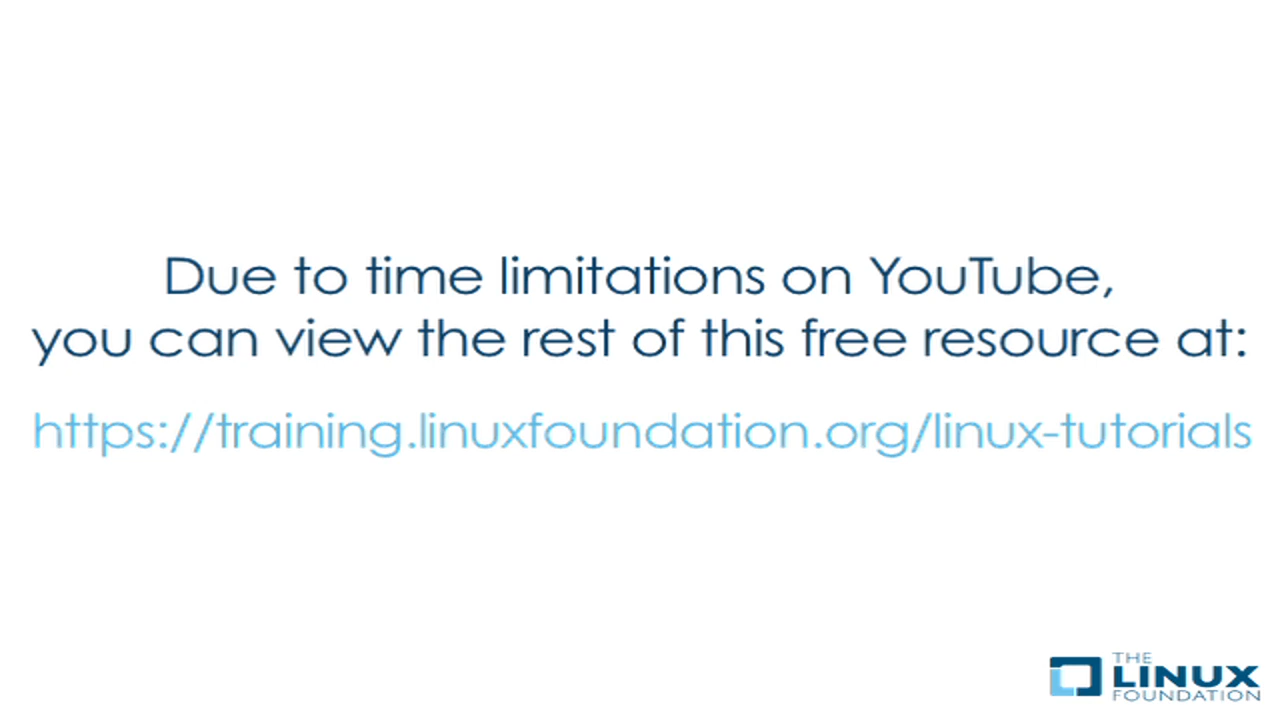 Due to time limitations on YouTube,
you can view the rest of this free resource at:
https://training.linuxfoundation.org/linux-tutorials
THE
LINUX
FOUNDATION